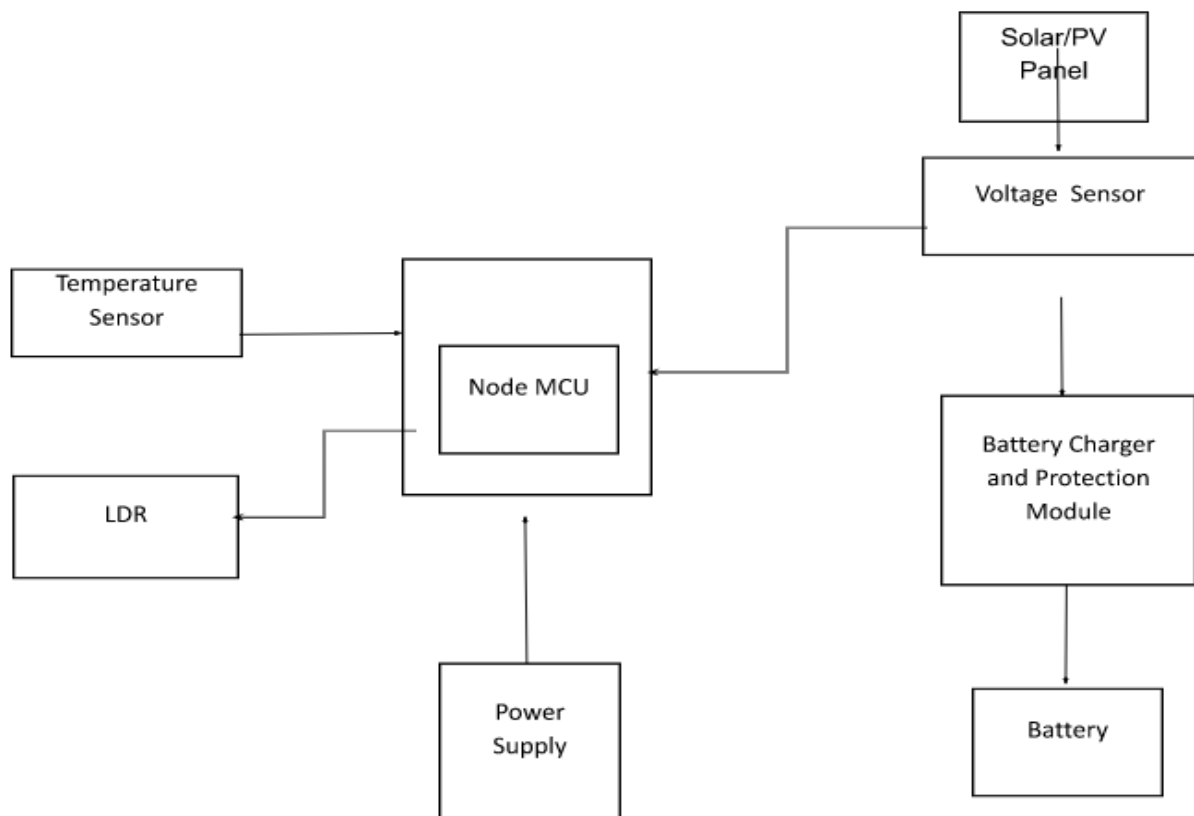 Solar/PV
Panel
Voltage Sensor
Temperature
Sensor
Node MCU
Battery Charger
and Protection
Module
LDR
Power
Supply
Battery